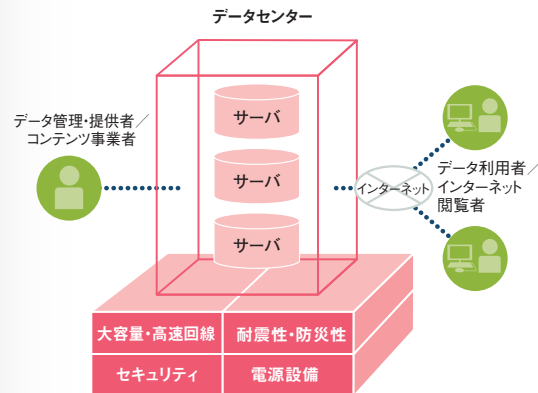 データセンター
データ管理・提供者／
コンテンツ事業者
サーバ
サーバ
サーバ
インターネット
データ利用者／
インターネット
閲覧者
大容量・高速回線
耐震性・防災性
セキュリティ
電源設備